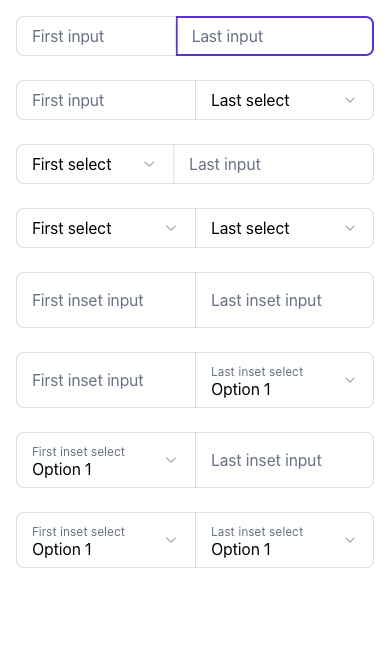 First input Last input
First input Last select
First select Last input
First select Last select
First inset input Last inset input
First inset input Last inset select
Option 1
First inset select
Option 1 Last inset input
First inset select Last inset select
Option 1 Option 1